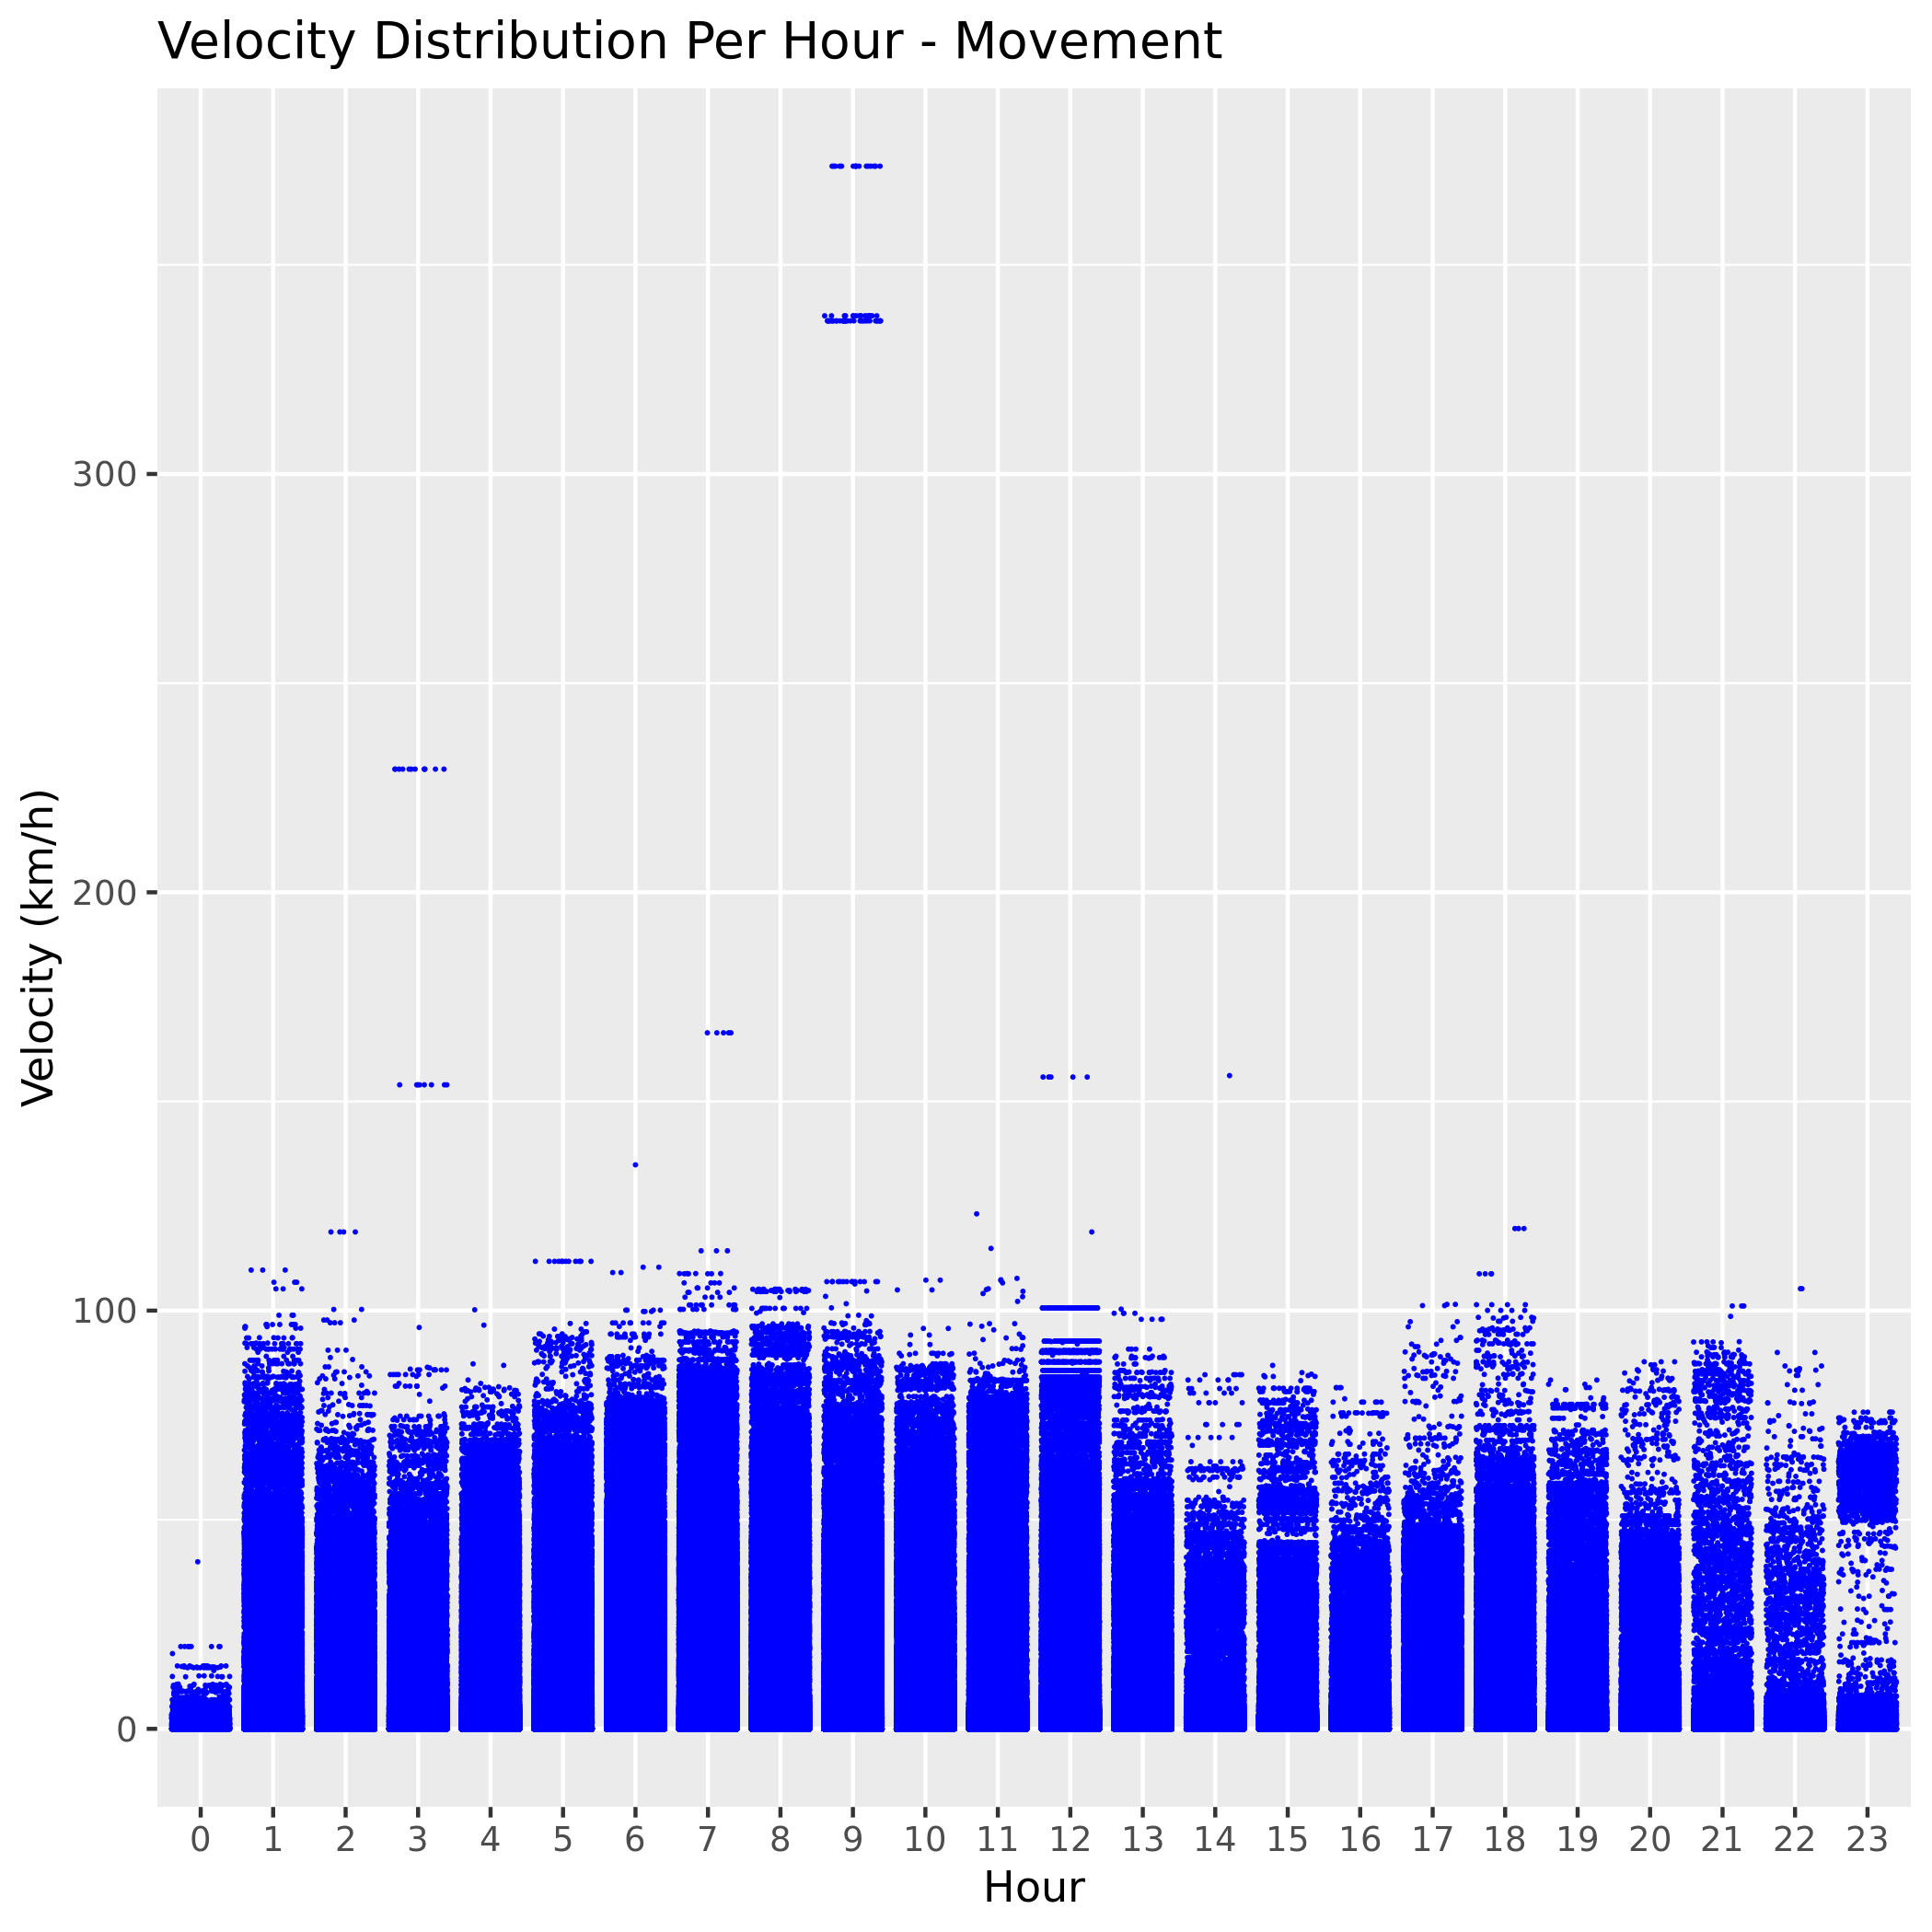 Velocity Distribution Per Hour - Movement
Velocity (km/h)
300
200
100
0
0 1 2 3 4 5 6 7 8 9 10 11 12 13 14 15 16 17 18 19 20 21 22 23
Hour